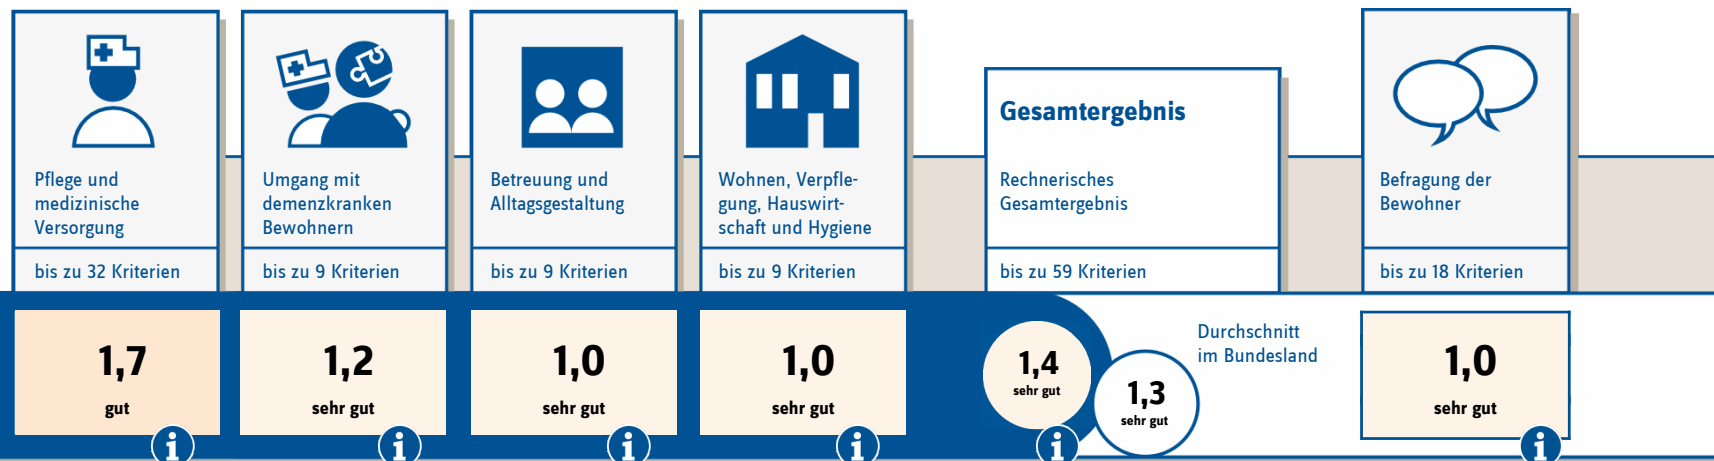 Pflege und
medizinische
Versorgung
bis zu 32 Kriterien
1,7
gut
Umgang mit
demenzkranken
Bewohnern
bis zu 9 Kriterien
1,2
sehr gut
Betreuung und
Alltagsgestaltung
bis zu 9 Kriterien
1,0
sehr gut
Wohnen, Verpfle-
gung, Hauswirt-
schaft und Hygiene
bis zu 9 Kriterien
1,0
sehr gut
Gesamtergebnis
Rechnerisches
Gesamtergebnis
bis zu 59 Kriterien
1,4
sehr gut
1,3
sehr gut
Durchschnitt
im Bundesland
Befragung der
Bewohner
bis zu 18 Kriterien
1,0
sehr gut